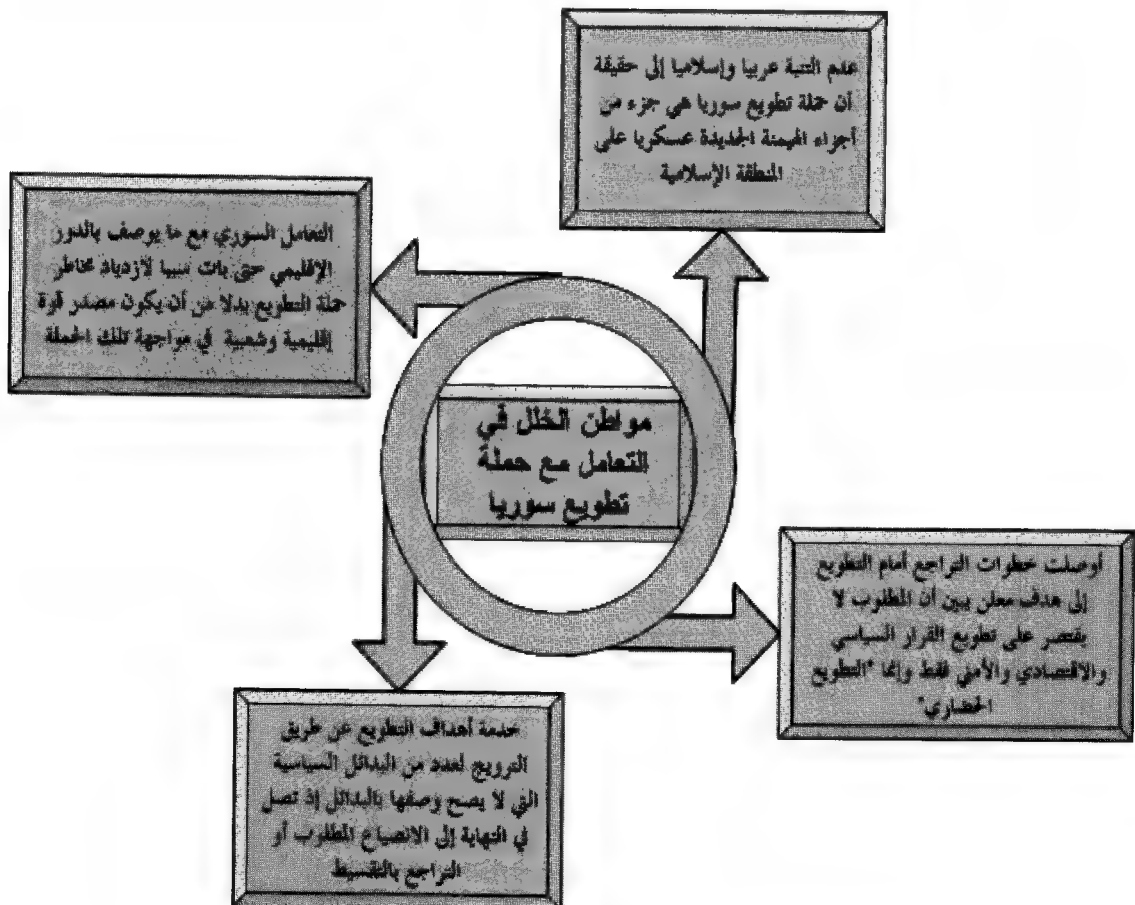 عدم التنبة عربيا وإسلاميا إلى حقيقة
أن حملة تطويع سوريا هي جزء من
أجزاء الهيمنة الجديدة عسكريا على
المنطقة الإسلامية
التعامل السوري مع ما يوصف بالدور
الإقليمي حتى بات سببا لازدياد مخاطر
حملة التطويع بدلا من أن يكون مصدر قوة
إقليمية وشعبية في مواجهة تلك الحملة
مواطن الخلل في
التعامل مع حملة
تطويع سوريا
أوصلت خطوات التراجع أمام التطويع
إلى هدف معلن يبين أن المطلوب لا
يقتصر على تطويع القرار السياسي
والاقتصادي والأمني فقط وإنما "التطويع
الحضاري"
خدمة أهداف التطويع عن طريق
الترويج لعدد من البدائل السياسية
التي لا يصح وصفها بالبدائل إذ تصل
في النهاية إلى الانصياع المطلوب أو
التراجع بالتقسيط